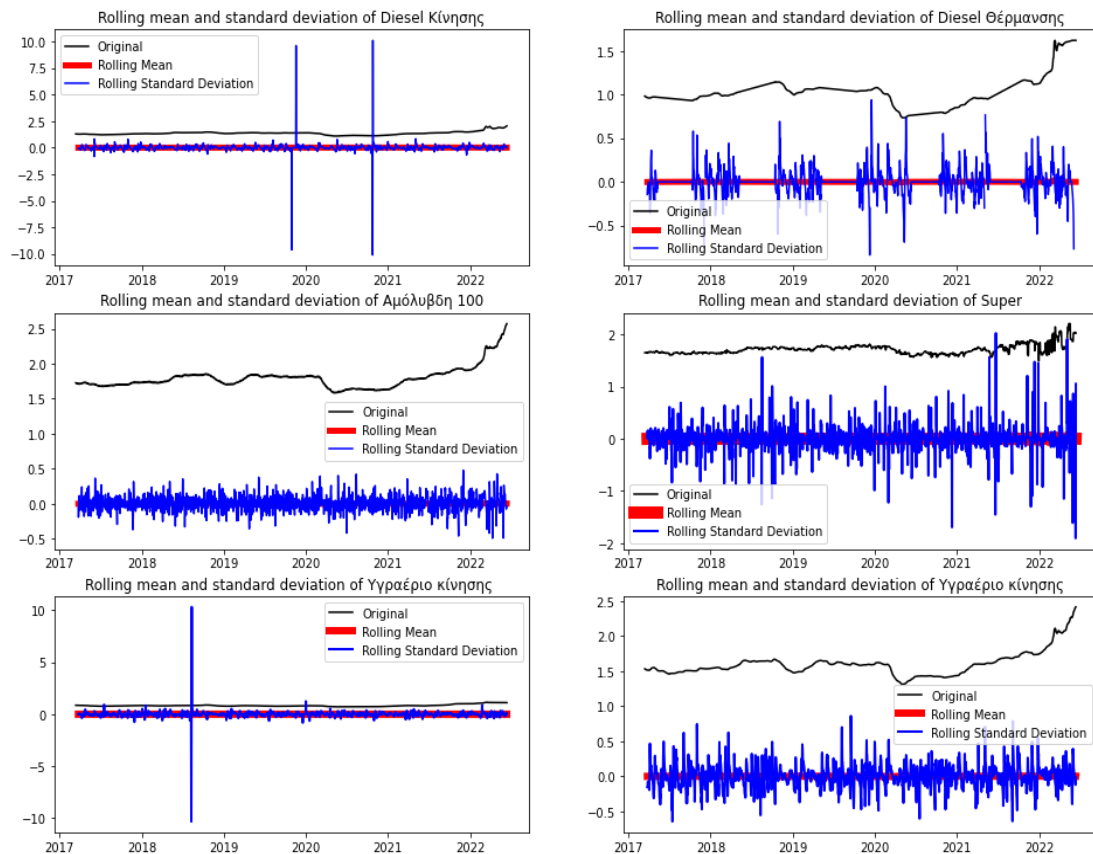 Rolling mean and standard deviation of Diesel Κίνησης
10.0
7.5
5.0
2.5
0.0
−2.5
−5.0
−7.5
−10.0
Original
Rolling Mean
Rolling Standard Deviation
2017 2018 2019 2020 2021 2022
Rolling mean and standard deviation of Diesel Θέρμανσης
1.5
1.0
0.5
0.0
−0.5
Original
Rolling Mean
Rolling Standard Deviation
2017 2018 2019 2020 2021 2022
Rolling mean and standard deviation of Αμόλυβδη 100
2.5
2.0
1.5
1.0
0.5
0.0
−0.5
Original
Rolling Mean
Rolling Standard Deviation
2017 2018 2019 2020 2021 2022
Rolling mean and standard deviation of Super
2
1
0
−1
−2
Original
Rolling Mean
Rolling Standard Deviation
2017 2018 2019 2020 2021 2022
Rolling mean and standard deviation of Υγραέριο κίνησης
10
5
0
−5
−10
Original
Rolling Mean
Rolling Standard Deviation
2017 2018 2019 2020 2021 2022
Rolling mean and standard deviation of Υγραέριο κίνησης
2.5
2.0
1.5
1.0
0.5
0.0
−0.5
Original
Rolling Mean
Rolling Standard Deviation
2017 2018 2019 2020 2021 2022